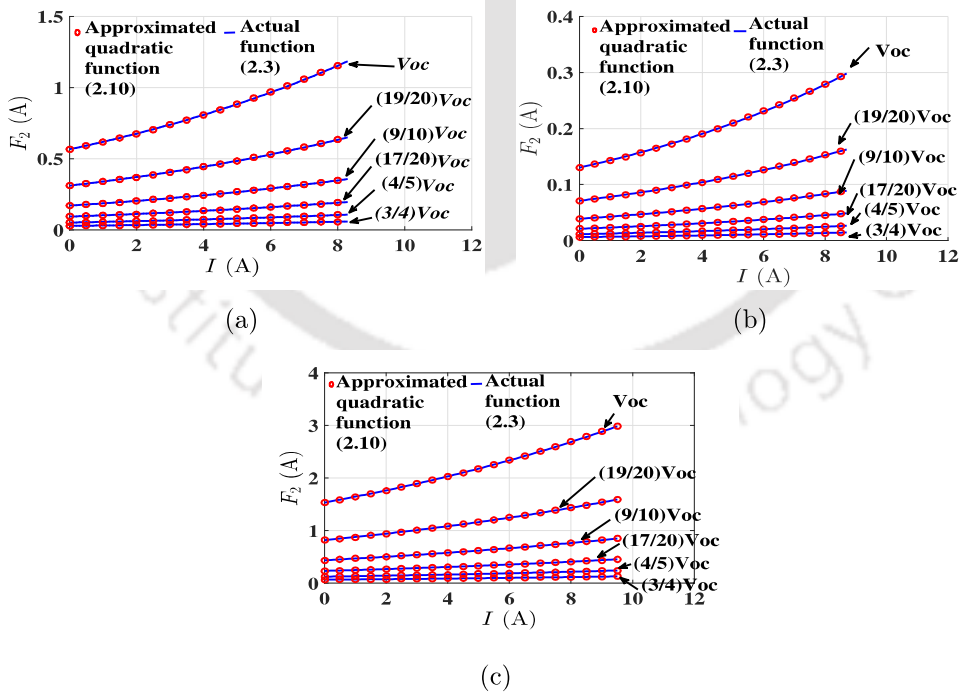 1.5
1
0.5
0
F2 (A)
Approximated quadratic function (2.10)
Actual function (2.3)
Voc
(19/20)Voc
(9/10)Voc
(17/20)Voc
(4/5)Voc
(3/4)Voc
0 2 4 6 8 10 12
I (A)
(a)
0.4
0.3
0.2
0.1
0
F2 (A)
Approximated quadratic function (2.10)
Actual function (2.3)
Voc
(19/20)Voc
(9/10)Voc
(17/20)Voc
(4/5)Voc
(3/4)Voc
0 2 4 6 8 10 12
I (A)
(b)
4
3
2
1
0
F2 (A)
Approximated quadratic function (2.10)
Actual function (2.3)
Voc
(19/20)Voc
(9/10)Voc
(17/20)Voc
(4/5)Voc
(3/4)Voc
0 2 4 6 8 10 12
I (A)
(c)